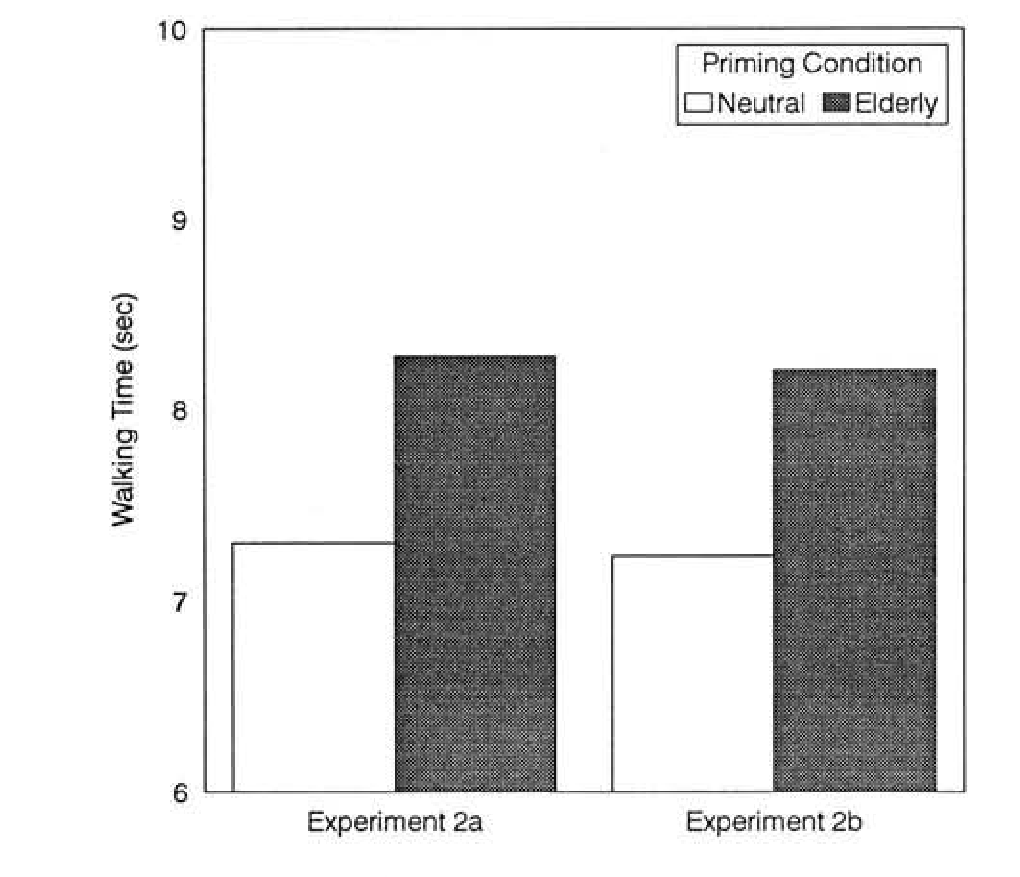 10
Priming Condition
Neutral Elderly
9
8
7
6
Walking Time (sec)
Experiment 2a Experiment 2b